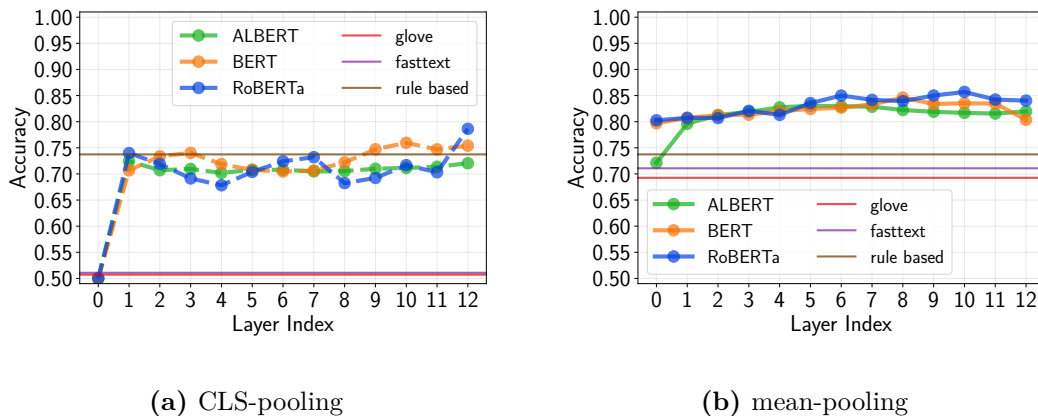 1.00
0.95
0.90
0.85
0.80
0.75
0.70
0.65
0.60
0.55
0.50
Accuracy
ALBERT
BERT
RoBERTa
glove
fasttext
rule based
0 1 2 3 4 5 6 7 8 9 10 11 12
Layer Index
(a) CLS-pooling
1.00
0.95
0.90
0.85
0.80
0.75
0.70
0.65
0.60
0.55
0.50
Accuracy
ALBERT
BERT
RoBERTa
glove
fasttext
rule based
0 1 2 3 4 5 6 7 8 9 10 11 12
Layer Index
(b) mean-pooling